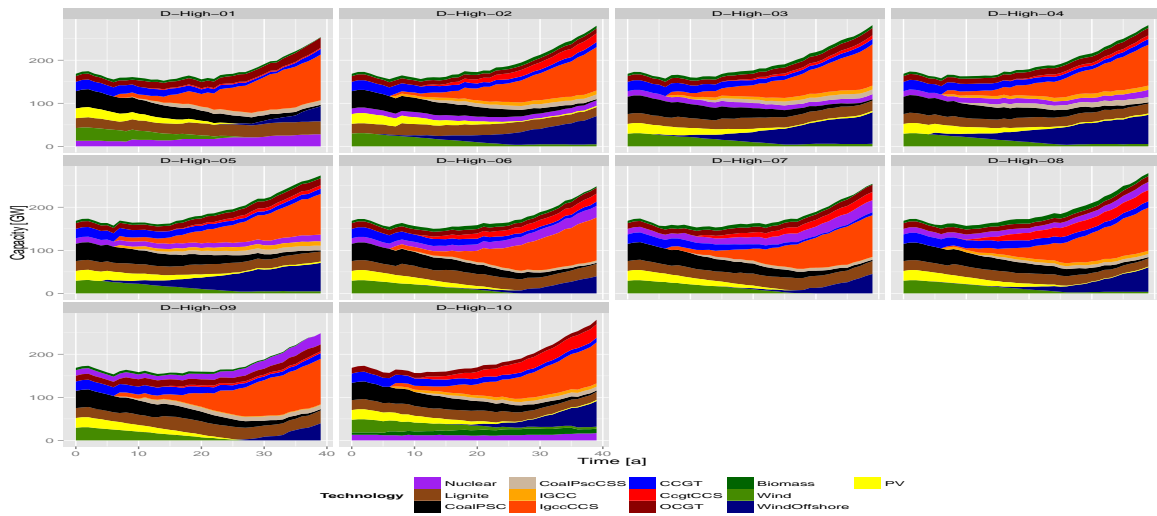 D-High-01 D-High-02 D-High-03 D-High-04
200
100
0
D-High-05 D-High-06 D-High-07 D-High-08
200
100
0
Capacity [GW]
D-High-09 D-High-10
200
100
0
0 10 20 30 40 0 10 20 30 40
Time [a]
Technology
Nuclear CoalPscCSS CCGT Biomass PV
Lignite IGCC CcgtCCS Wind
CoalPSC IgccCCS OCGT WindOffshore